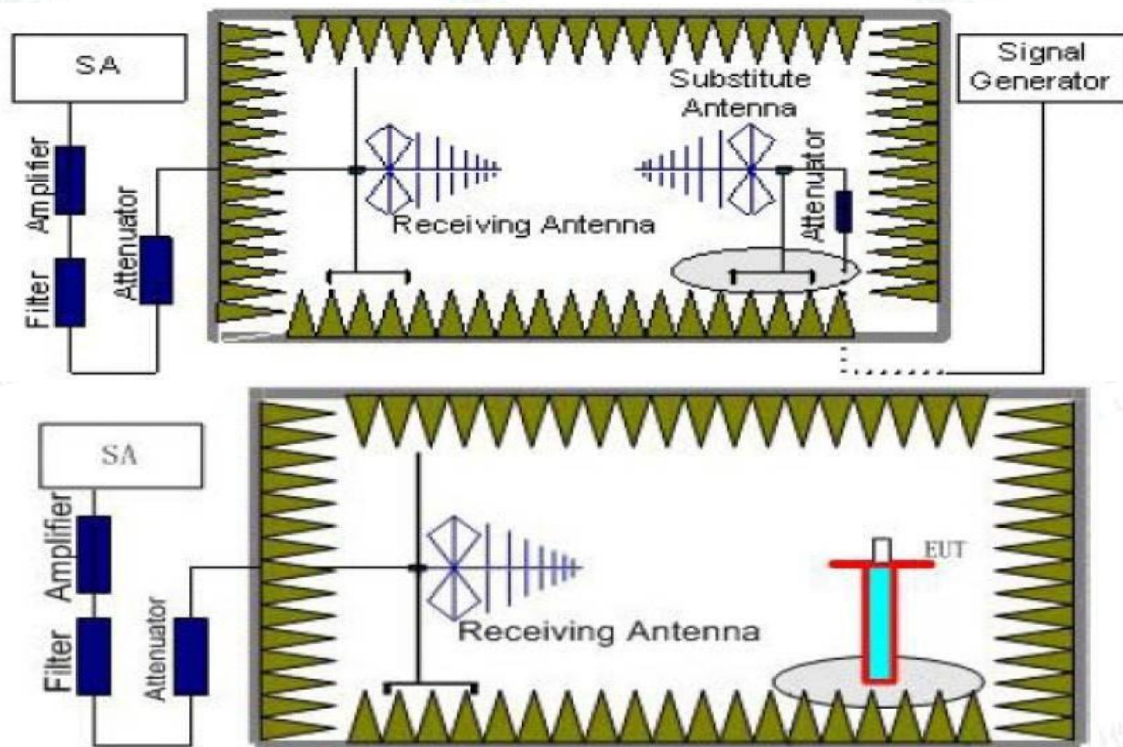 SA
Signal
Generator
Substitute
Antenna
Amplifier
Attenuator
Filter
Receiving Antenna
Attenuator
SA
Amplifier
EUT
Filter
Attenuator
Receiving Antenna